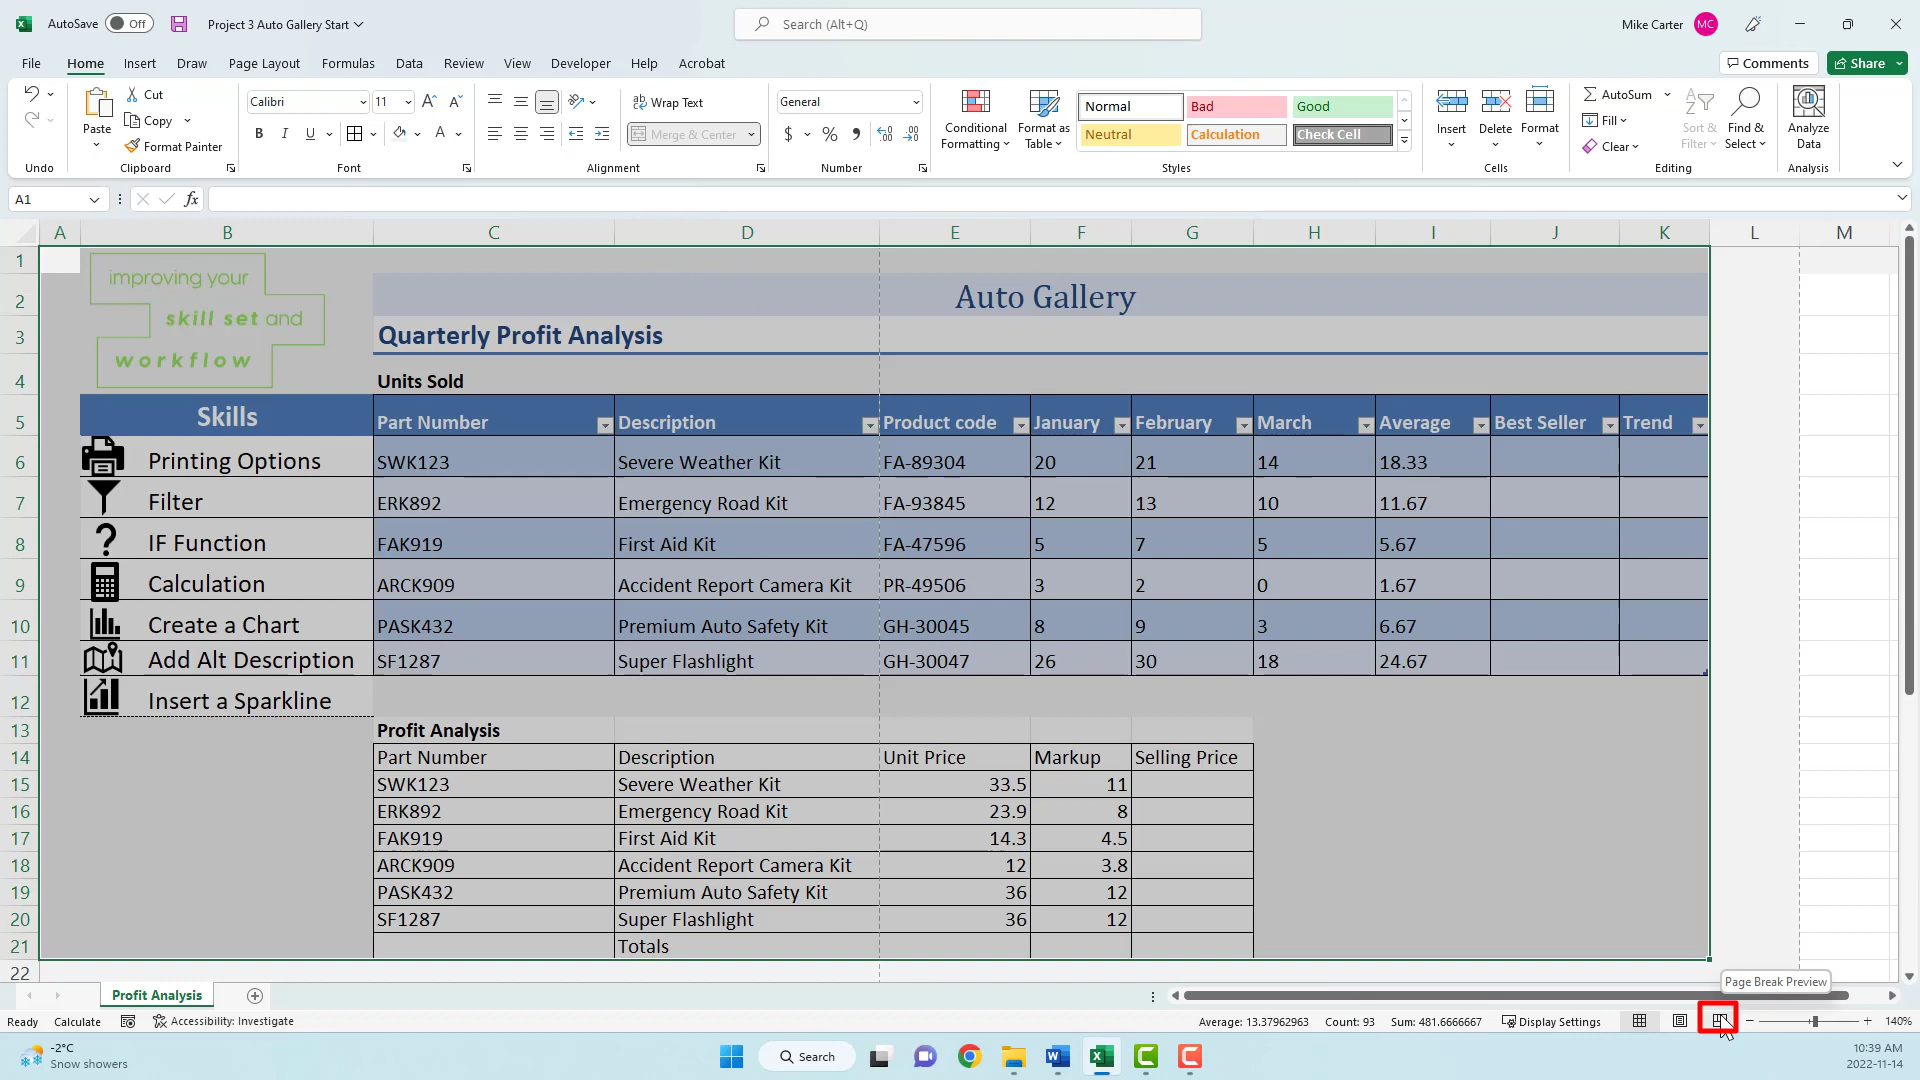 AutoSave Off Project 3 Auto Gallery Start Search (Alt+Q) Mike Carter MC
File Home Insert Draw Page Layout Formulas Data Review View Developer Help Acrobat Comments Share
Undo
Paste Cut Copy Format Painter
Clipboard
Calibri 11 A A
B I U A
Font
ab Wrap Text
Merge & Center
Alignment
General
$ % 9
Number
Conditional Formatting
Format as Table
Normal Bad Good
Neutral Calculation Check Cell
Styles
Insert Delete Format
Cells
AutoSum
Fill
Clear
Sort & Filter
Find & Select
Editing
Analyze Data
Analysis
A1 fx
A B C D E F G H I J K L M
1
improving your
skill set and
workflow
2 Auto Gallery
3 Quarterly Profit Analysis
4 Units Sold
5 Skills Part Number Description Product code January February March Average Best Seller Trend
6 Printing Options SWK123 Severe Weather Kit FA-89304 20 21 14 18.33
7 Filter ERK892 Emergency Road Kit FA-93845 12 13 10 11.67
8 ? IF Function FAK919 First Aid Kit FA-47596 5 7 5 5.67
9 Calculation ARCK909 Accident Report Camera Kit PR-49506 3 2 0 1.67
10 Create a Chart PASK432 Premium Auto Safety Kit GH-30045 8 9 3 6.67
11 Add Alt Description SF1287 Super Flashlight GH-30047 26 30 18 24.67
12 Insert a Sparkline
13 Profit Analysis
14 Part Number Description Unit Price Markup Selling Price
15 SWK123 Severe Weather Kit 33.5 11
16 ERK892 Emergency Road Kit 23.9 8
17 FAK919 First Aid Kit 14.3 4.5
18 ARCK909 Accident Report Camera Kit 12 3.8
19 PASK432 Premium Auto Safety Kit 36 12
20 SF1287 Super Flashlight 36 12
21 Totals
22
Page Break Preview
Profit Analysis
Ready Calculate Accessibility: Investigate Average: 13.37962963 Count: 93 Sum: 481.6666667 Display Settings 140%
-2°C
Snow showers
Search
10:39 AM
2022-11-14